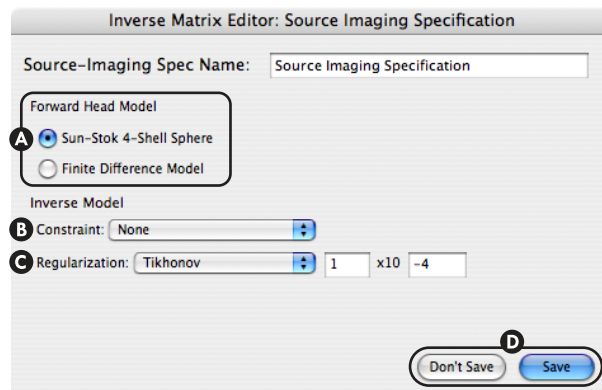 Inverse Matrix Editor: Source Imaging Specification
Source-Imaging Spec Name: Source Imaging Specification
Forward Head Model
A Sun-Stok 4-Shell Sphere
Finite Difference Model
Inverse Model
B Constraint: None
C Regularization: Tikhonov 1 x10 -4
D
Don't Save Save